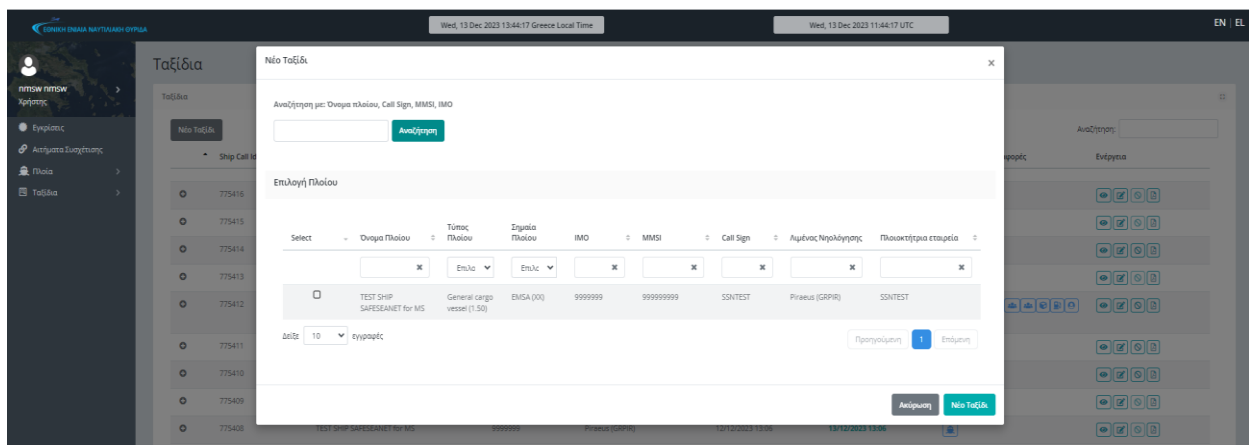 ΕΘΝΙΚΗ ΕΝΙΑΙΑ ΝΑΥΤΙΛΙΑΚΗ ΘΥΡΙΔΑ
Wed, 13 Dec 2023 13:44:17 Greece Local Time
Wed, 13 Dec 2023 11:44:17 UTC
EN | EL
nmsw nmsw
Χρήστης
Εγκρίσεις
Αιτήματα Συσχέτισης
Πλοία
Ταξίδια
Ταξίδια
Ταξίδια
Νέο Ταξίδι
Αναζήτηση:
Ship Call Id
Ενέργεια
775416
775415
775414
775413
775412
775411
775410
775409
775408 TEST SHIP SAFESEANET for MS 9999999 Piraeus (GRPIR) 12/12/2023 13:06 13/12/2023 13:06
Νέο Ταξίδι ×
Αναζήτηση με: Όνομα πλοίου, Call Sign, MMSI, IMO
Αναζήτηση
Επιλογή Πλοίου
Select Όνομα Πλοίου Τύπος Πλοίου Σημαία Πλοίου IMO MMSI Call Sign Λιμένας Νηολόγησης Πλοιοκτήτρια εταιρεία
Επιλο Επιλο
TEST SHIP General cargo EMSA (XX) 9999999 999999999 SSNTEST Piraeus (GRPIR) SSNTEST
SAFESEANET for MS vessel (1.50)
Δείξε 10 εγγραφές
Προηγούμενη 1 Επόμενη
Ακύρωση Νέο Ταξίδι